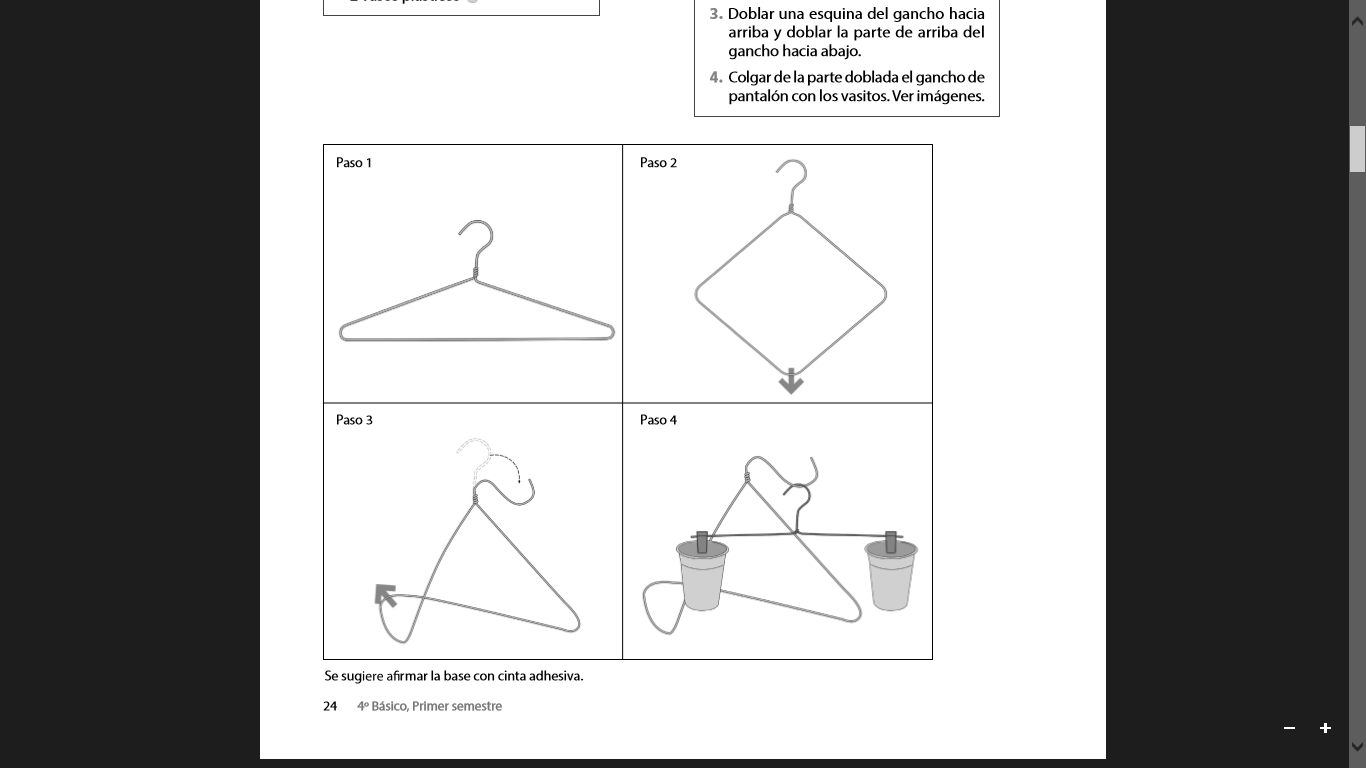 3. Doblar una esquina del gancho hacia
arriba y doblar la parte de arriba del
gancho hacia abajo.
4. Colgar de la parte doblada el gancho de
pantalón con los vasitos. Ver imágenes.
Paso 1
Paso 2
Paso 3
Paso 4
Se sugiere afirmar la base con cinta adhesiva.
24 4º Básico, Primer semestre